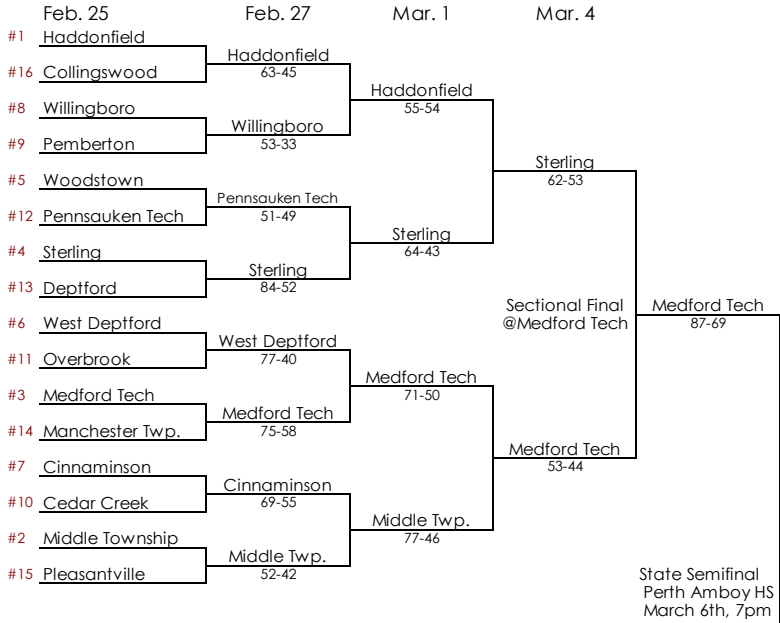 Feb. 25
Feb. 27
Mar. 1
Mar. 4
#1 Haddonfield
#16 Collingswood
#8 Willingboro
#9 Pemberton
#5 Woodstown
#12 Pennsauken Tech
#4 Sterling
#13 Deptford
#6 West Deptford
#11 Overbrook
#3 Medford Tech
#14 Manchester Twp.
#7 Cinnaminson
#10 Cedar Creek
#2 Middle Township
#15 Pleasantville
Haddonfield
63-45
Willingboro
53-33
Pennsauken Tech
51-49
Sterling
84-52
West Deptford
77-40
Medford Tech
75-58
Cinnaminson
69-55
Middle Twp.
52-42
Haddonfield
55-54
Sterling
64-43
Medford Tech
71-50
Middle Twp.
77-46
Sterling
62-53
Medford Tech
53-44
Sectional Final
@Medford Tech
Medford Tech
87-69
State Semifinal
Perth Amboy HS
March 6th, 7pm